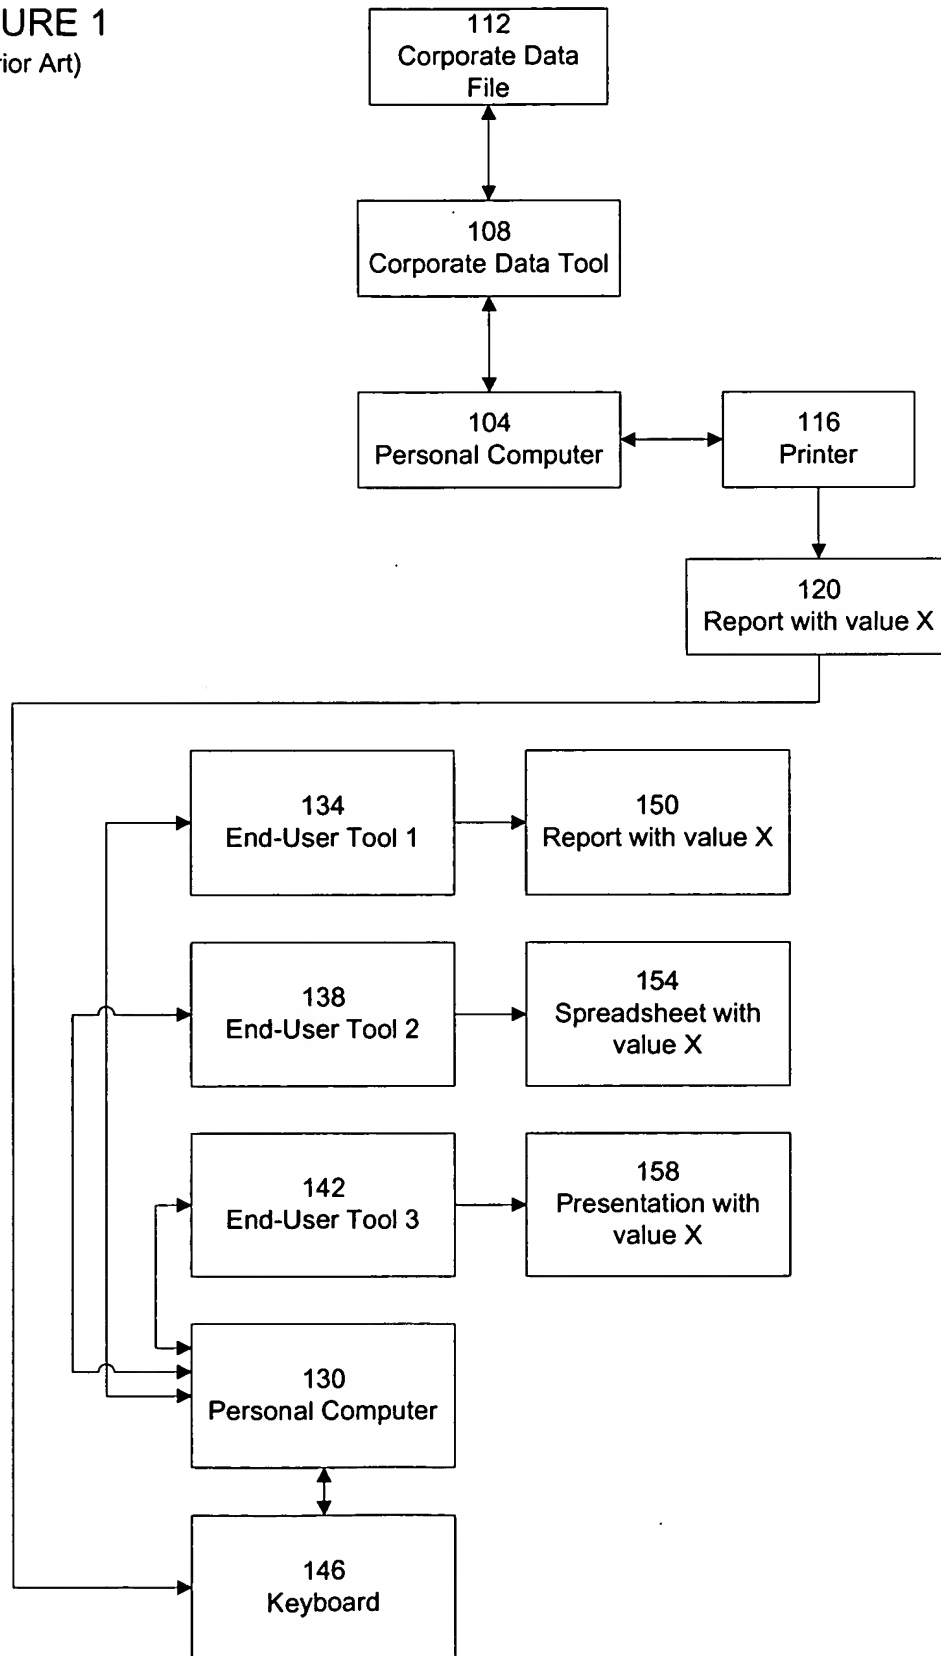 URE 1
rior Art)
112
Corporate Data
File
108
Corporate Data Tool
104
Personal Computer
116
Printer
120
Report with value X
134
End-User Tool 1
150
Report with value X
138
End-User Tool 2
154
Spreadsheet with
value X
142
End-User Tool 3
158
Presentation with
value X
130
Personal Computer
146
Keyboard